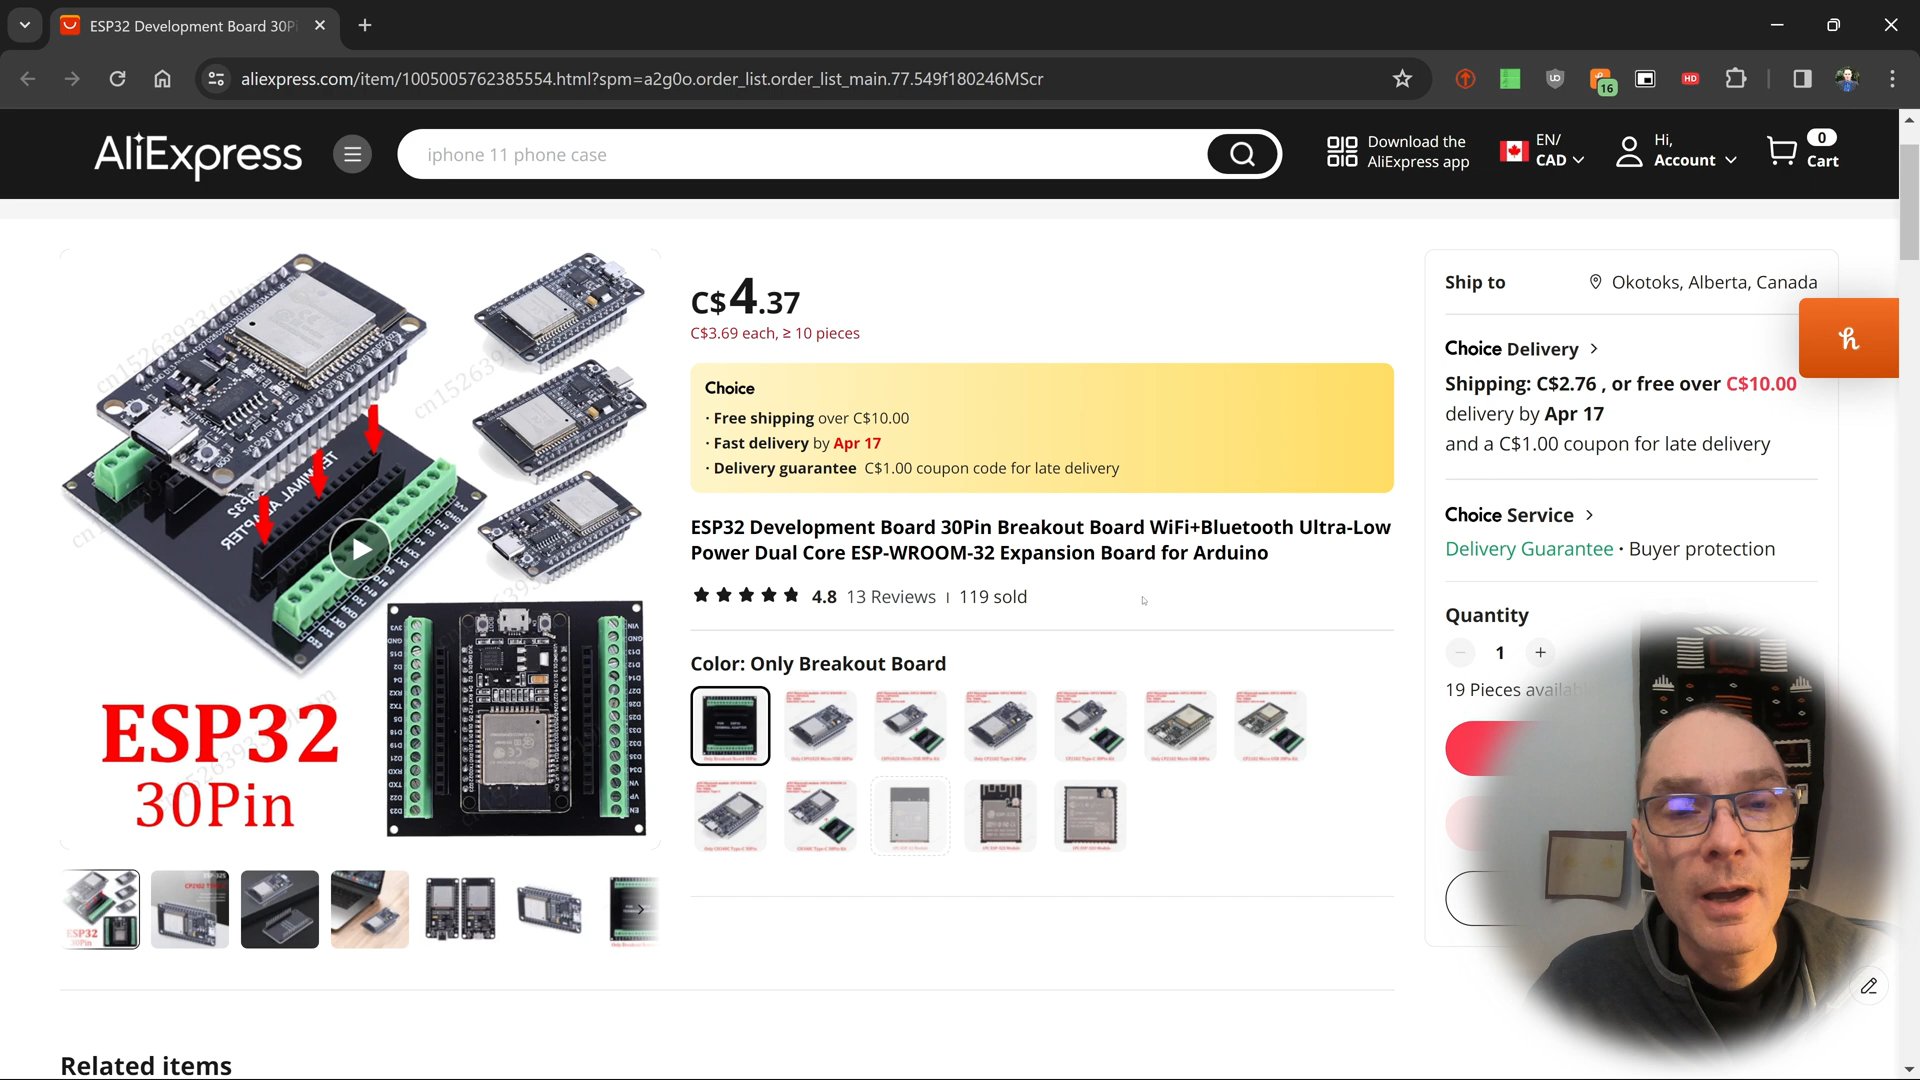 ESP32 Development Board 30Pi
aliexpress.com/item/1005005762385554.html?spm=a2g0o.order_list.order_list_main.77.549f180246MScr
16
HD
AliExpress
iphone 11 phone case
Download the
AliExpress app
EN/
CAD
Hi,
Account
0
Cart
C$4.37
C$3.69 each, ≥ 10 pieces
Choice
· Free shipping over C$10.00
· Fast delivery by Apr 17
· Delivery guarantee C$1.00 coupon code for late delivery
ESP32 Development Board 30Pin Breakout Board WiFi+Bluetooth Ultra-Low
Power Dual Core ESP-WROOM-32 Expansion Board for Arduino
4.8 13 Reviews | 119 sold
Color: Only Breakout Board
ESP32
30Pin
Ship to
Okotoks, Alberta, Canada
Choice Delivery
Shipping: C$2.76 , or free over C$10.00
delivery by Apr 17
and a C$1.00 coupon for late delivery
Choice Service
Delivery Guarantee · Buyer protection
Quantity
1
19 Pieces availab
Related items